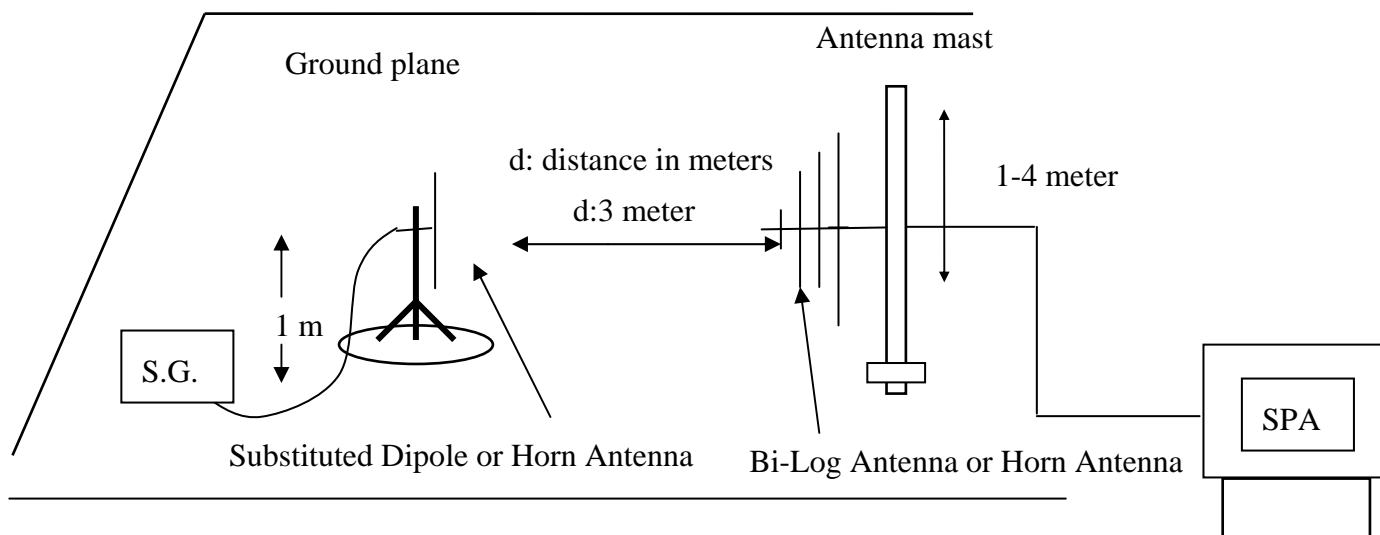 Antenna mast
Ground plane
d: distance in meters
1-4 meter
d:3 meter
1 m
S.G.
SPA
Substituted Dipole or Horn Antenna
Bi-Log Antenna or Horn Antenna